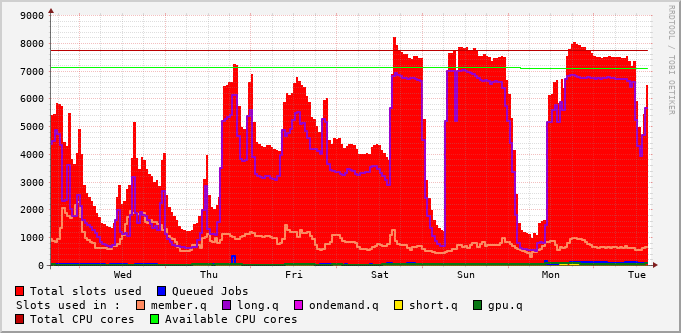 9000
8000
7000
6000
5000
4000
3000
2000
1000
0
Wed Thu Fri Sat Sun Mon Tue
RRDTOOL / TOBI OETIKER
Total slots used Queued Jobs
Slots used in : member.q long.q ondemand.q short.q gpu.q
Total CPU cores Available CPU cores